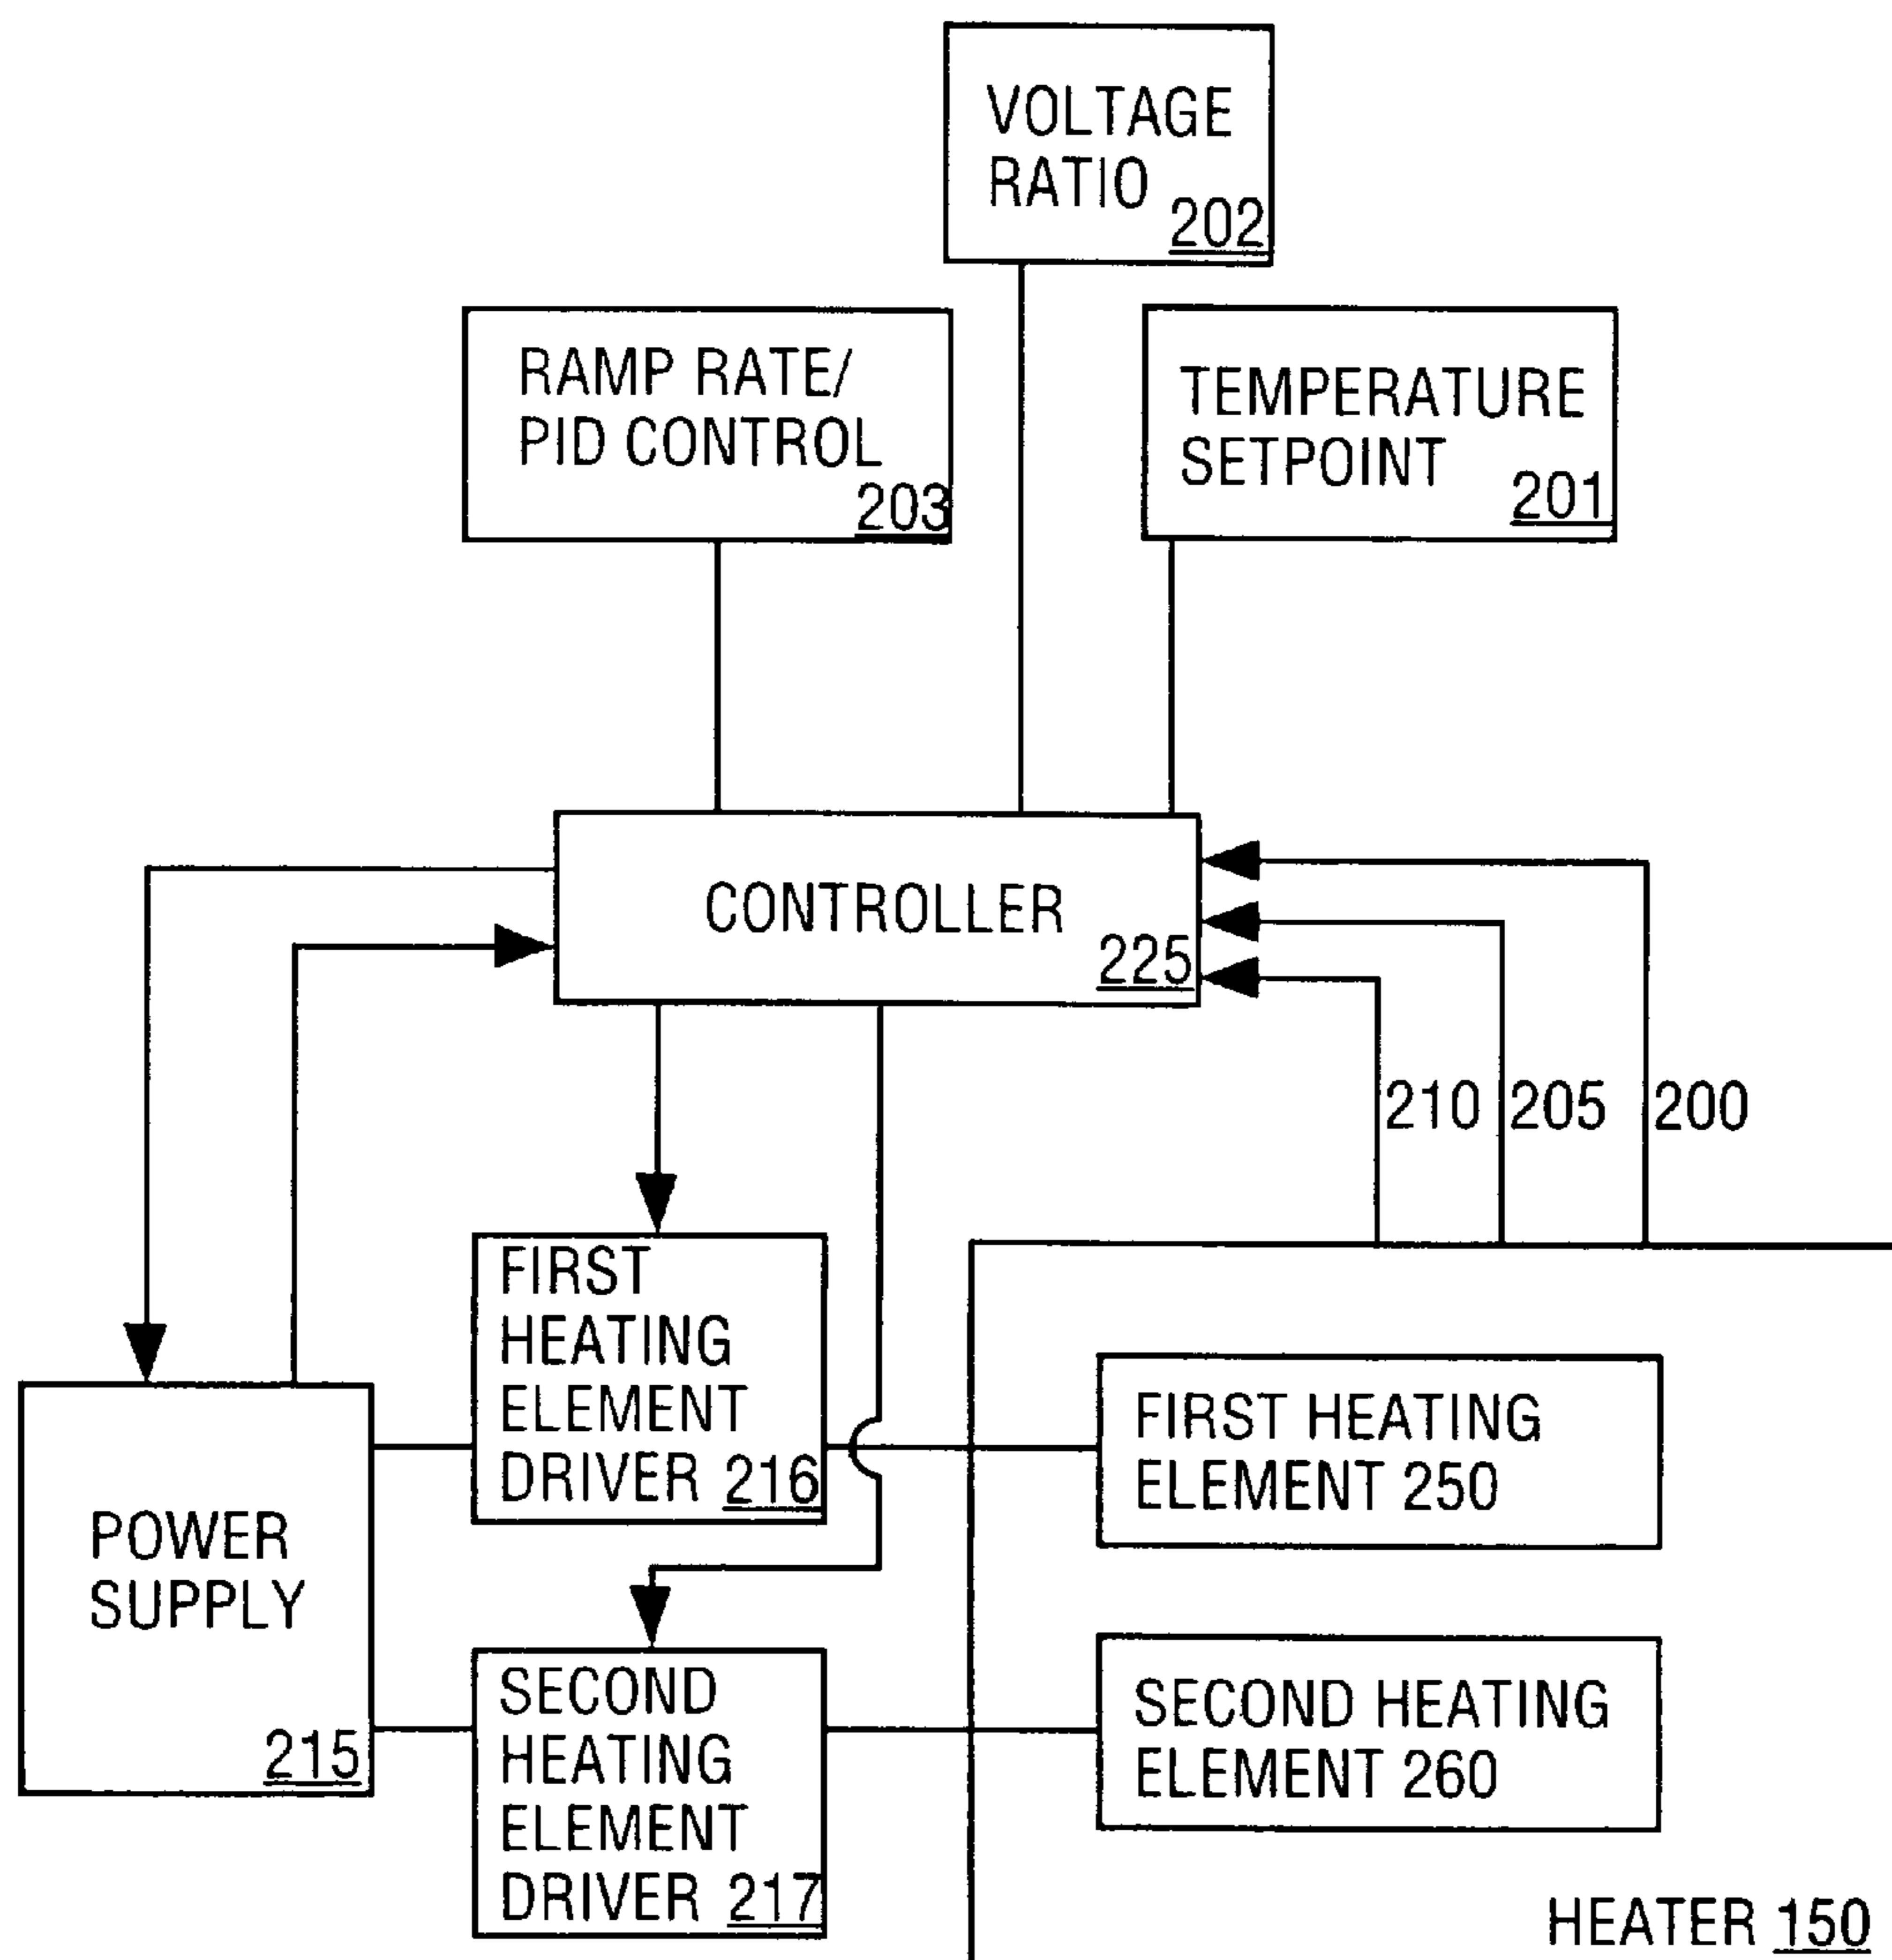 VOLTAGE
RATIO
202
RAMP RATE/
PID CONTROL
203
TEMPERATURE
SETPOINT
201
CONTROLLER
225
210
205
200
FIRST
HEATING
ELEMENT
DRIVER 216
FIRST HEATING
ELEMENT 250
POWER
SUPPLY
215
SECOND
HEATING
ELEMENT
DRIVER 217
SECOND HEATING
ELEMENT 260
HEATER 150